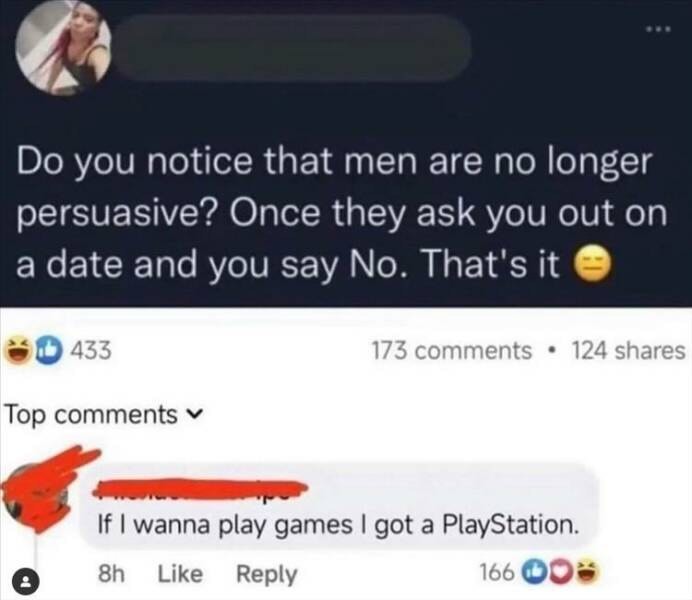 Do you notice that men are no longer
persuasive? Once they ask you out on
a date and you say No. That's it 😑
433
173 comments • 124 shares
Top comments
If I wanna play games I got a PlayStation.
8h Like Reply
166